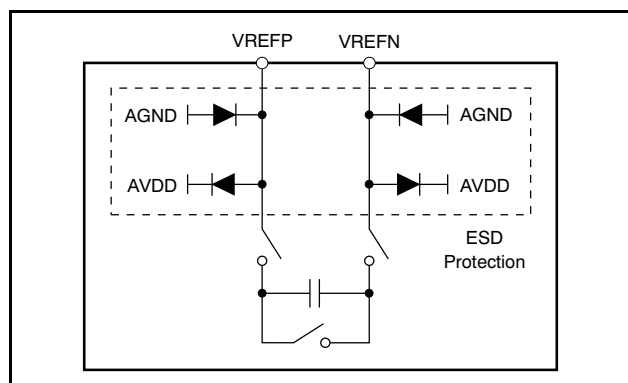 VREFP VREFN
AGND AGND
AVDD AVDD
ESD
Protection